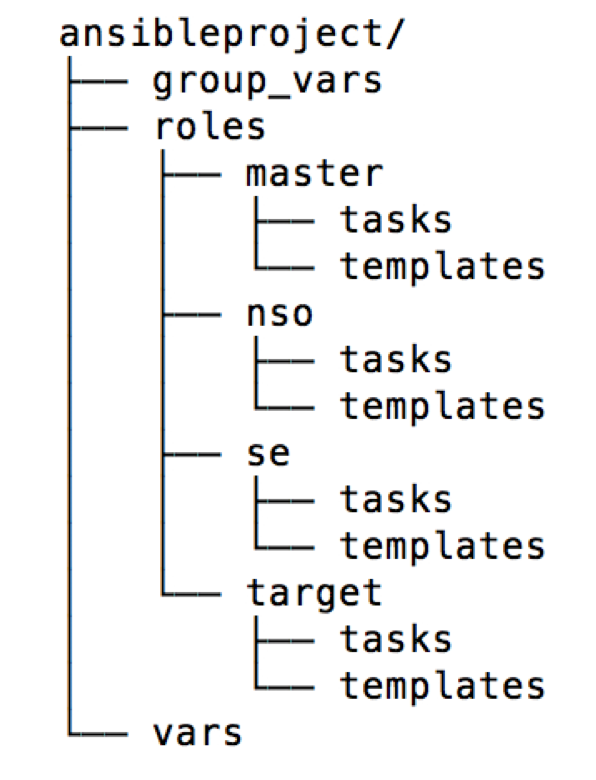 ansibleproject/
├── group_vars
├── roles
│   ├── master
│   │   ├── tasks
│   │   └── templates
│   ├── nso
│   │   ├── tasks
│   │   └── templates
│   ├── se
│   │   ├── tasks
│   │   └── templates
│   └── target
│       ├── tasks
│       └── templates
└── vars